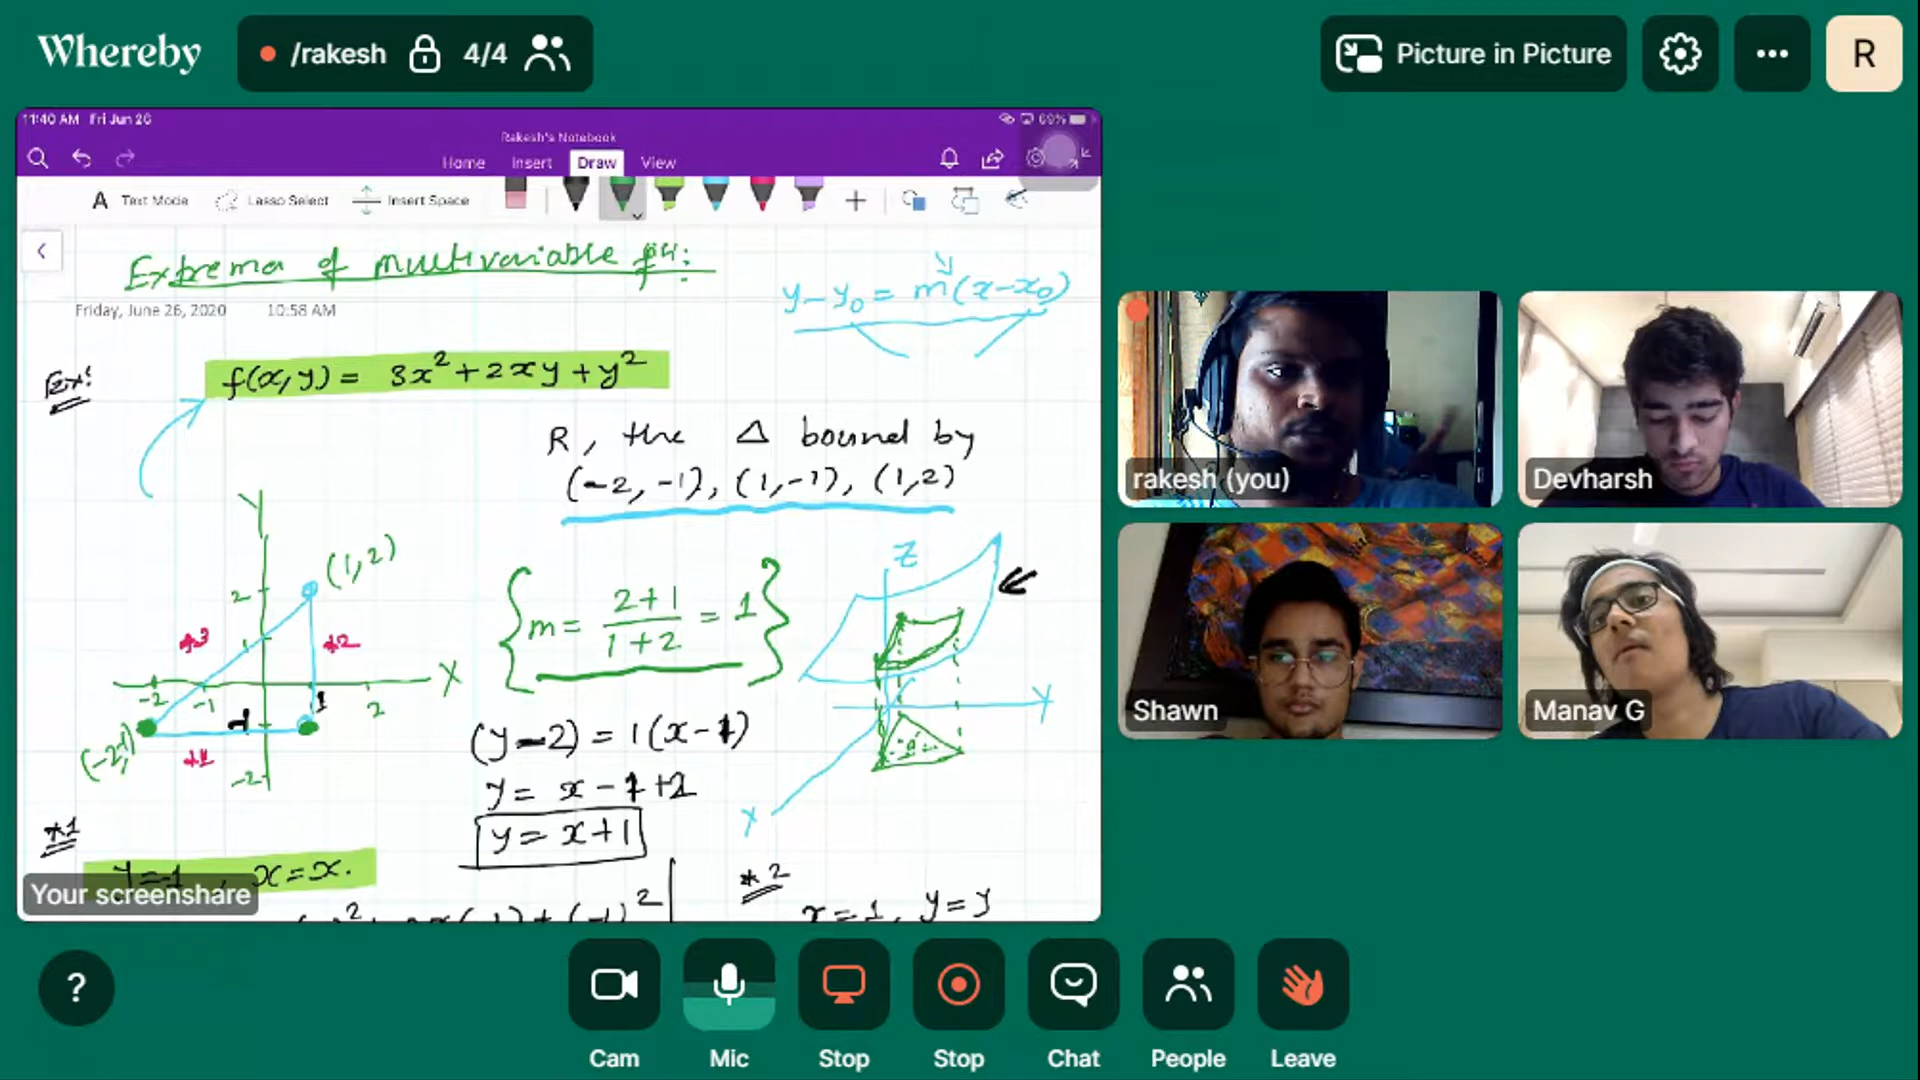 Whereby
/rakesh 4/4
Picture in Picture
R
11:40 AM Fri Jun 26
69%
Rakesh's Notebook
Home Insert Draw View
A Text Mode Lasso Select Insert Space
Extrema of multivariable fn:
y-y₀ = m(x-x₀)
Friday, June 26, 2020 10:58 AM
Ex:
f(x,y) = 3x² + 2xy + y²
R, the Δ bound by
(-2,-1), (1,-1), (1,2)
Y
(1,2)
2
1
*3
*2
X
-2
-1
1
2
-1
(-2,-1)
*1
-2
{ m = 2+1 / 1+2 = 1 }
(y-2) = 1(x-1)
y = x-1+2
y = x+1
Z
Y
X
*1
y=-1, x=x.
*2
x=1, y=y
Your screenshare
rakesh (you)
Devharsh
Shawn
Manav G
?
Cam
Mic
Stop
Stop
Chat
People
Leave